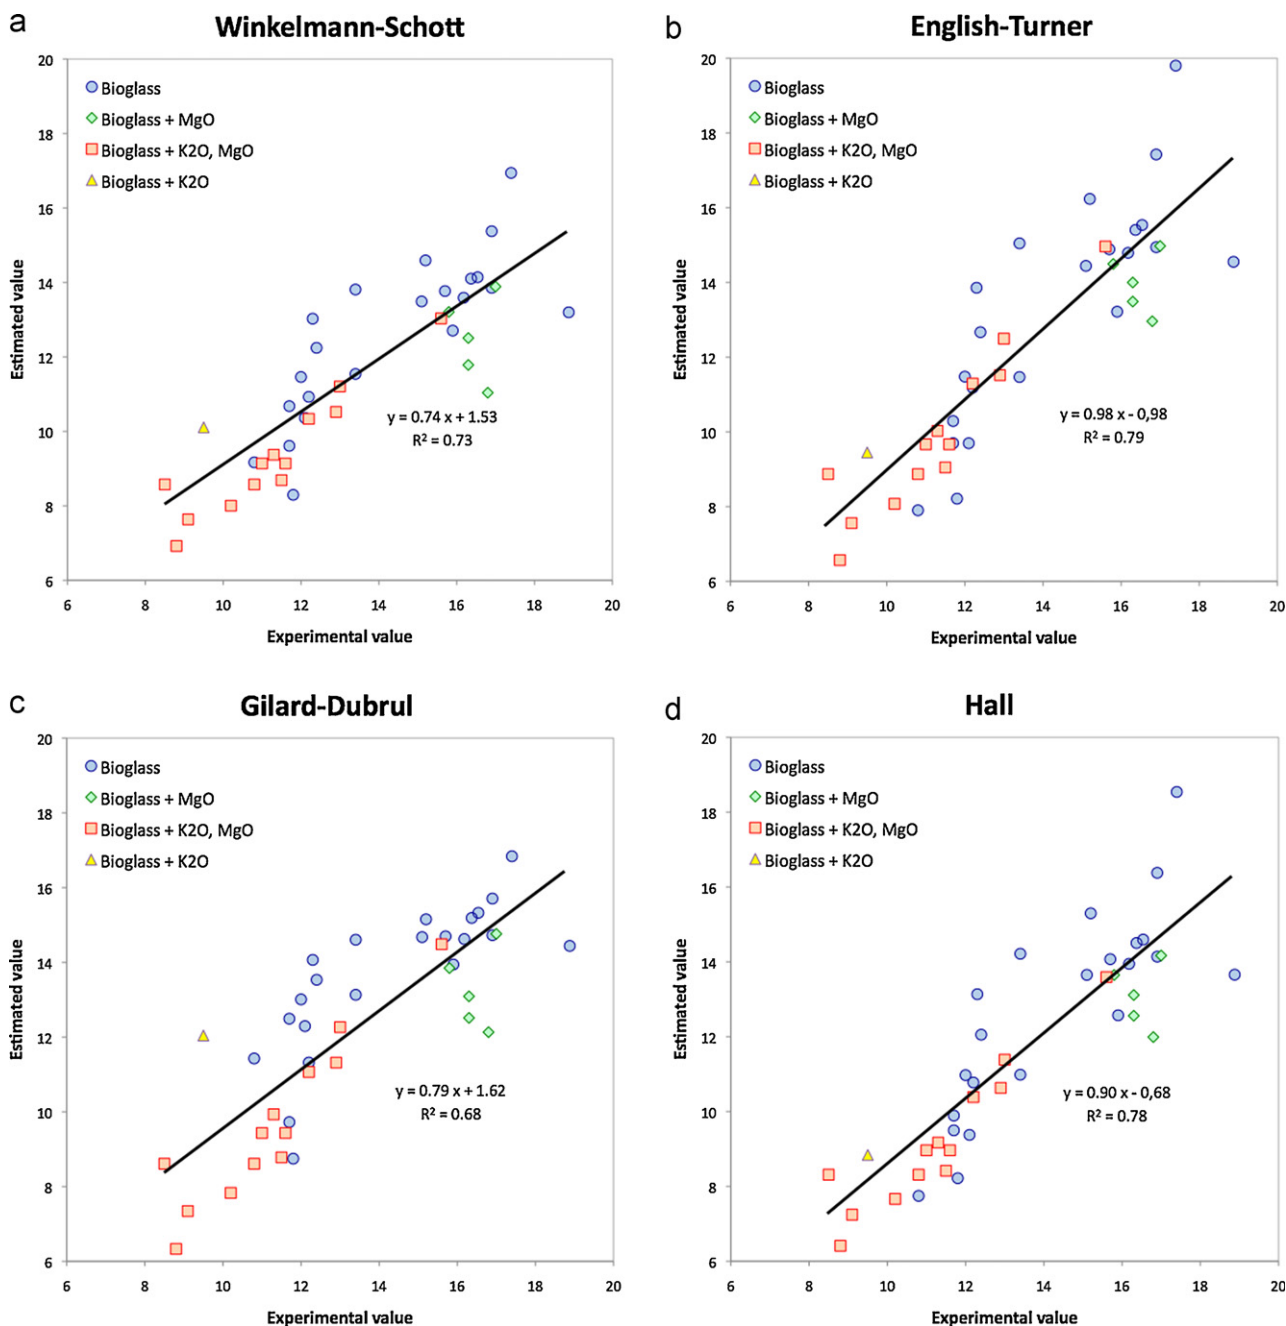 a
Winkelmann-Schott
20
18
16
14
12
10
8
6
Estimated value
Bioglass
Bioglass + MgO
Bioglass + K2O, MgO
Bioglass + K2O
y = 0.74 x + 1.53
R² = 0.73
6 8 10 12 14 16 18 20
Experimental value
b
English-Turner
20
18
16
14
12
10
8
6
Estimated value
Bioglass
Bioglass + MgO
Bioglass + K2O, MgO
Bioglass + K2O
y = 0.98 x - 0,98
R² = 0.79
6 8 10 12 14 16 18 20
Experimental value
c
Gilard-Dubrul
20
18
16
14
12
10
8
6
Estimated value
Bioglass
Bioglass + MgO
Bioglass + K2O, MgO
Bioglass + K2O
y = 0.79 x + 1.62
R² = 0.68
6 8 10 12 14 16 18 20
Experimental value
d
Hall
20
18
16
14
12
10
8
6
Estimated value
Bioglass
Bioglass + MgO
Bioglass + K2O, MgO
Bioglass + K2O
y = 0.90 x - 0,68
R² = 0.78
6 8 10 12 14 16 18 20
Experimental value